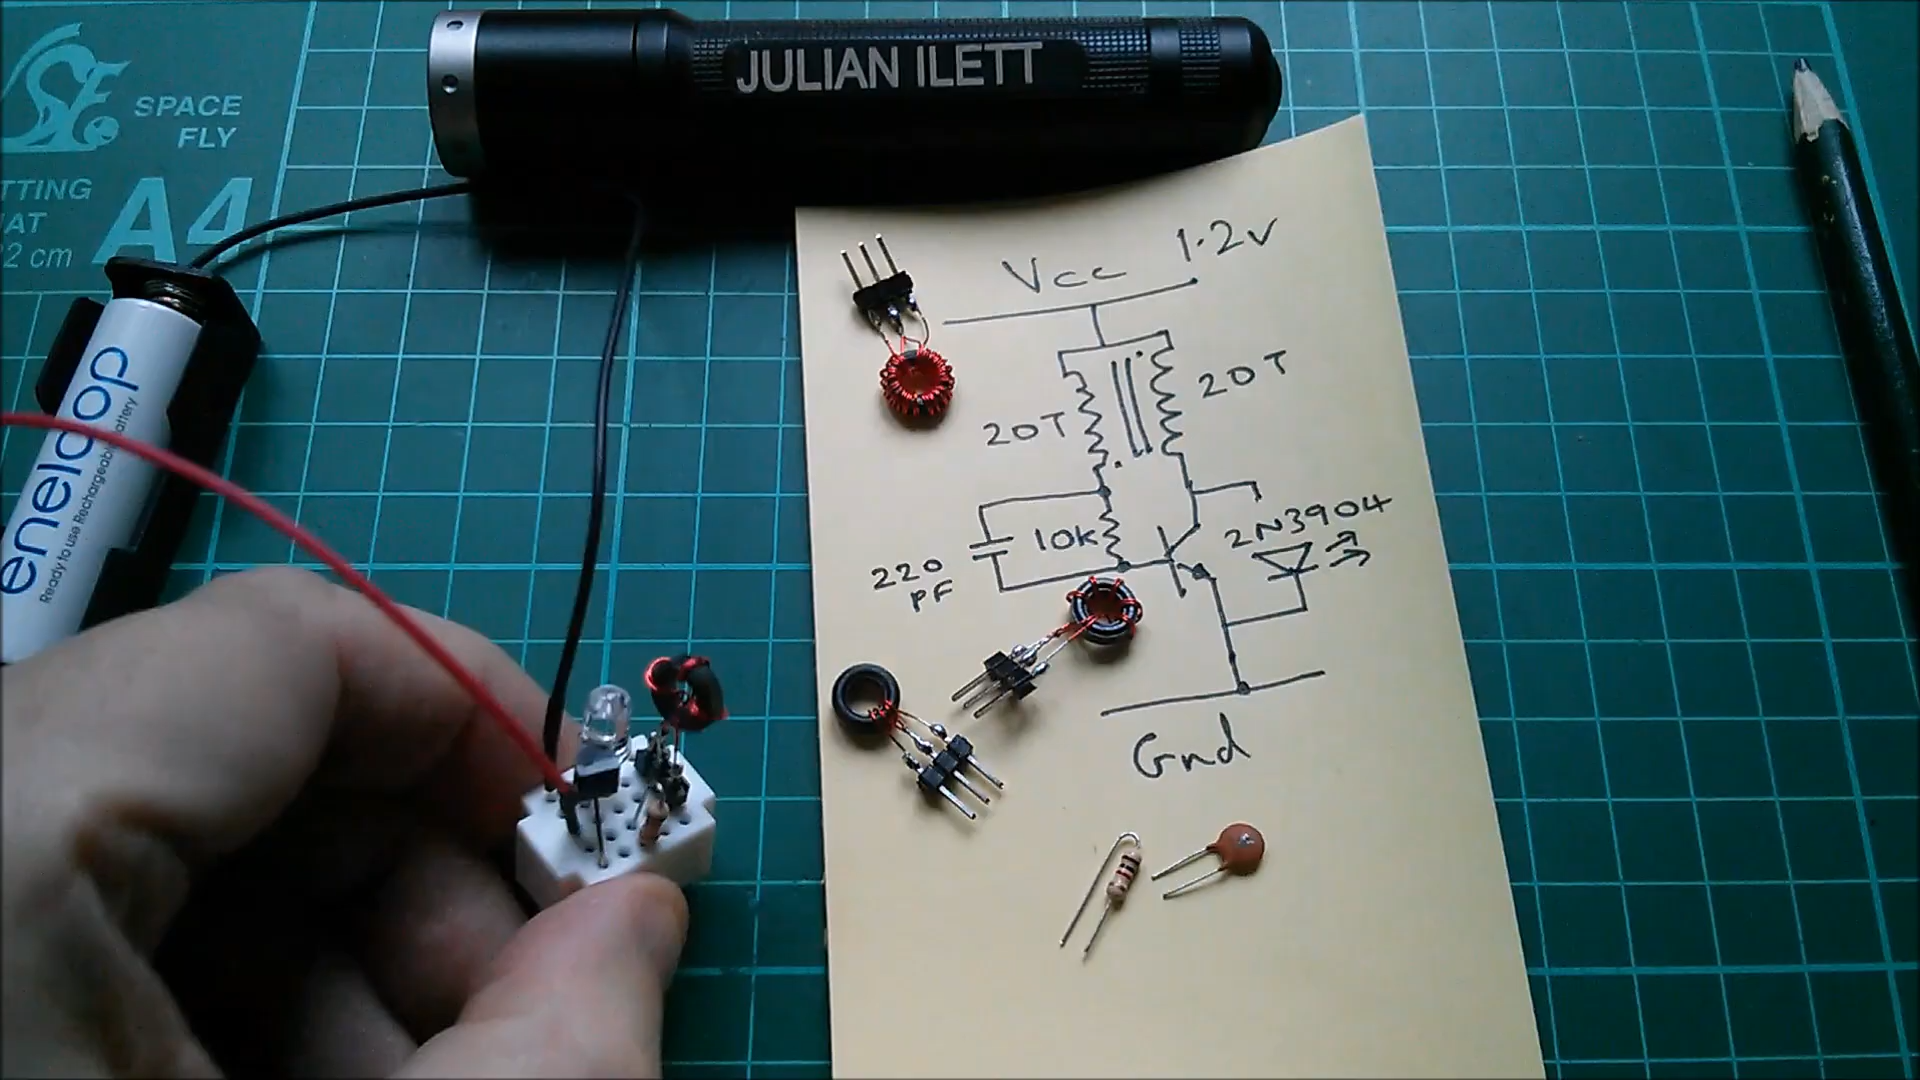 JULIAN ILETT
SPACE
FLY
TTING
AT
A4
2 cm
eneloop
Ready to use Rechargeable battery
Vcc 1.2v
20T
20T
10k
2N3904
220
PF
Gnd